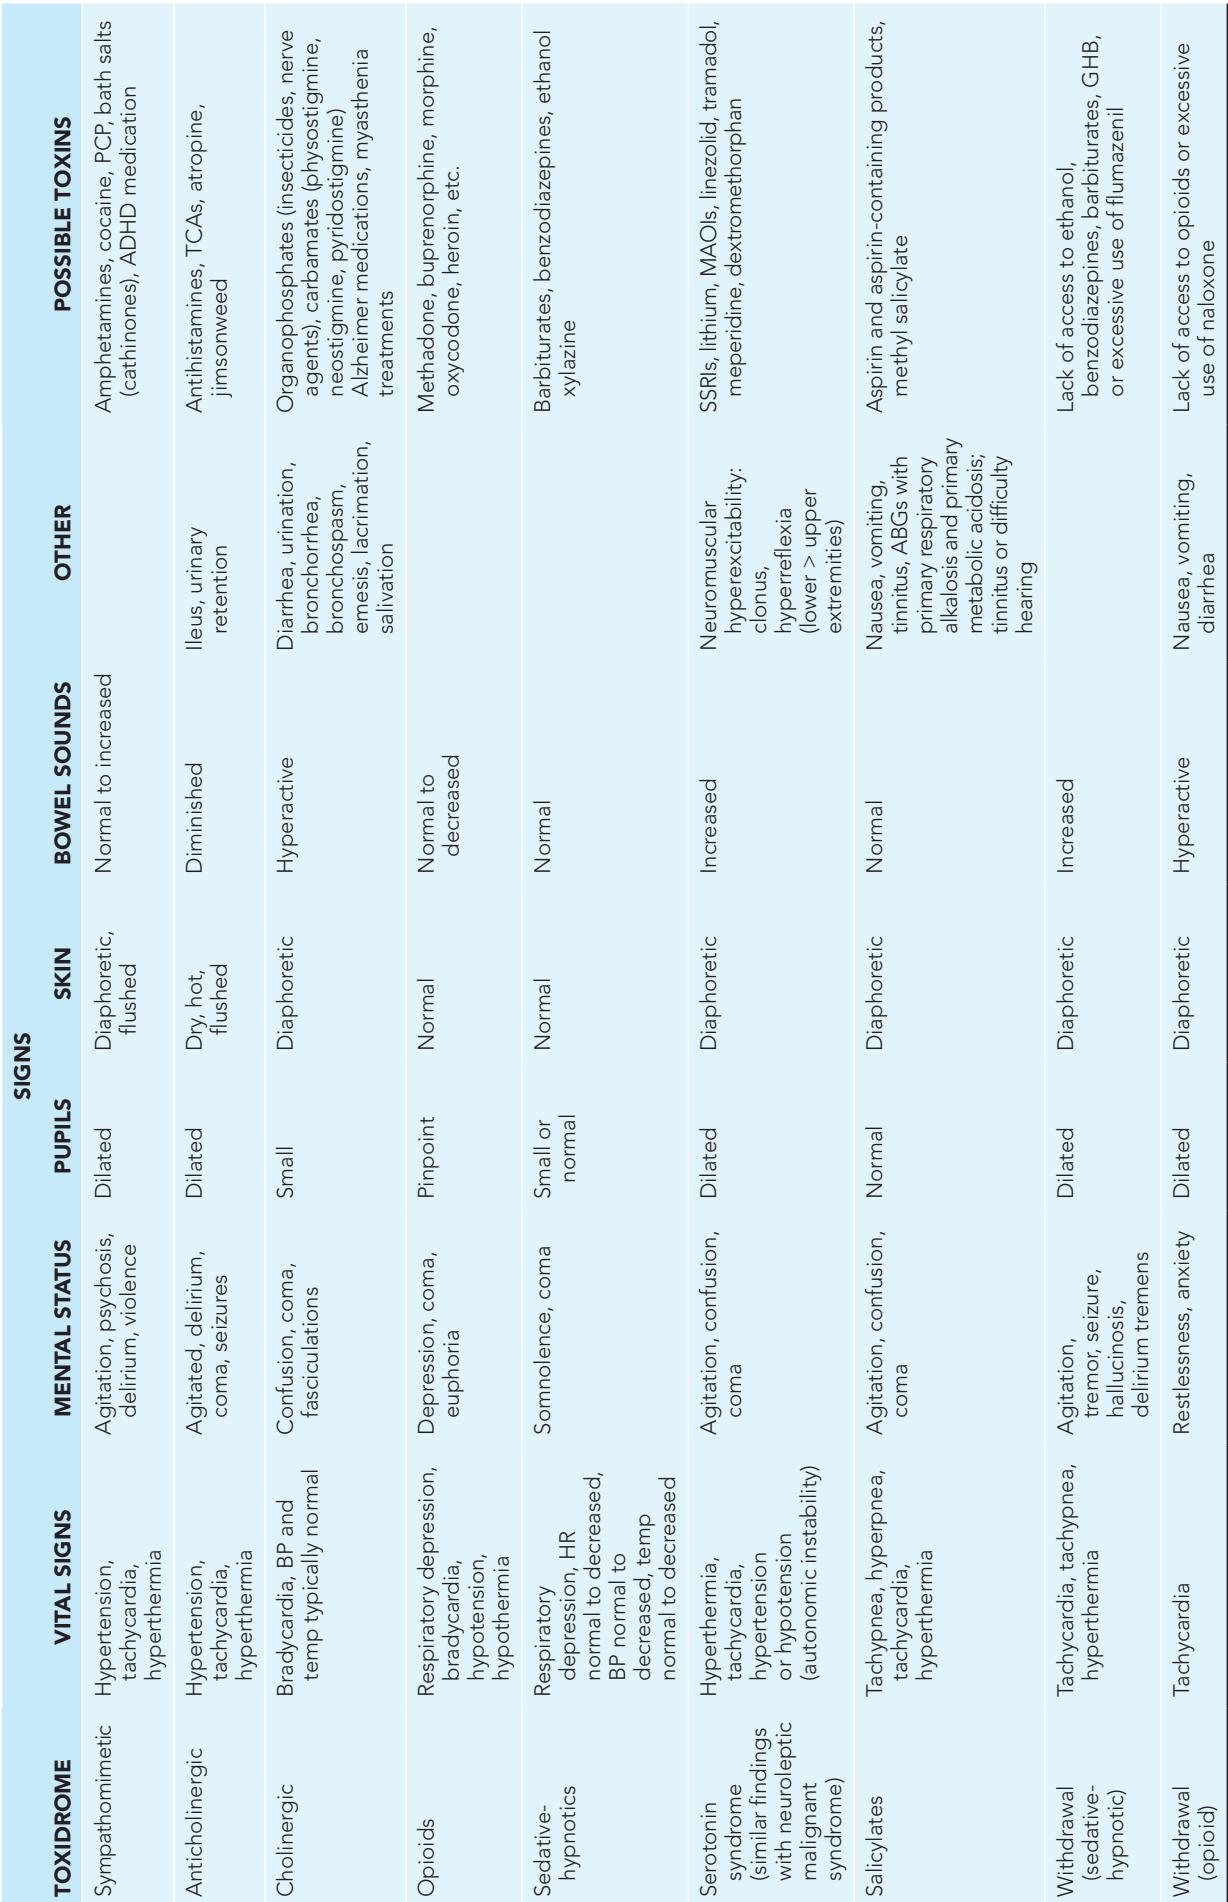 SIGNS
TOXIDROME
VITAL SIGNS
MENTAL STATUS
PUPILS
SKIN
BOWEL SOUNDS
OTHER
POSSIBLE TOXINS
Sympathomimetic
Hypertension,
tachycardia,
hyperthermia
Agitation, psychosis,
delirium, violence
Dilated
Diaphoretic,
flushed
Normal to increased
Amphetamines, cocaine, PCP, bath salts
(cathinones), ADHD medication
Anticholinergic
Hypertension,
tachycardia,
hyperthermia
Agitated, delirium,
coma, seizures
Dilated
Dry, hot,
flushed
Diminished
Ileus, urinary
retention
Antihistamines, TCAs, atropine,
jimsonweed
Cholinergic
Bradycardia, BP and
temp typically normal
Confusion, coma,
fasciculations
Small
Diaphoretic
Hyperactive
Diarrhea, urination,
bronchorrhea,
bronchospasm,
emesis, lacrimation,
salivation
Organophosphates (insecticides, nerve
agents), carbamates (physostigmine,
neostigmine, pyridostigmine)
Alzheimer medications, myasthenia
treatments
Opioids
Respiratory depression,
bradycardia,
hypotension,
hypothermia
Depression, coma,
euphoria
Pinpoint
Normal
Normal to
decreased
Methadone, buprenorphine, morphine,
oxycodone, heroin, etc.
Sedative-
hypnotics
Respiratory
depression, HR
normal to decreased,
BP normal to
decreased, temp
normal to decreased
Somnolence, coma
Small or
normal
Normal
Normal
Barbiturates, benzodiazepines, ethanol
xylazine
Serotonin
syndrome
(similar findings
with neuroleptic
malignant
syndrome)
Hyperthermia,
tachycardia,
hypertension
or hypotension
(autonomic instability)
Agitation, confusion,
coma
Dilated
Diaphoretic
Increased
Neuromuscular
hyperexcitability:
clonus,
hyperreflexia
(lower > upper
extremities)
SSRIs, lithium, MAOIs, linezolid, tramadol,
meperidine, dextromethorphan
Salicylates
Tachypnea, hyperpnea,
tachycardia,
hyperthermia
Agitation, confusion,
coma
Normal
Diaphoretic
Normal
Nausea, vomiting,
tinnitus, ABGs with
primary respiratory
alkalosis and primary
metabolic acidosis;
tinnitus or difficulty
hearing
Aspirin and aspirin-containing products,
methyl salicylate
Withdrawal
(sedative-
hypnotic)
Tachycardia, tachypnea,
hyperthermia
Agitation,
tremor, seizure,
hallucinosis,
delirium tremens
Dilated
Diaphoretic
Increased
Lack of access to ethanol,
benzodiazepines, barbiturates, GHB,
or excessive use of flumazenil
Withdrawal
(opioid)
Tachycardia
Restlessness, anxiety
Dilated
Diaphoretic
Hyperactive
Nausea, vomiting,
diarrhea
Lack of access to opioids or excessive
use of naloxone